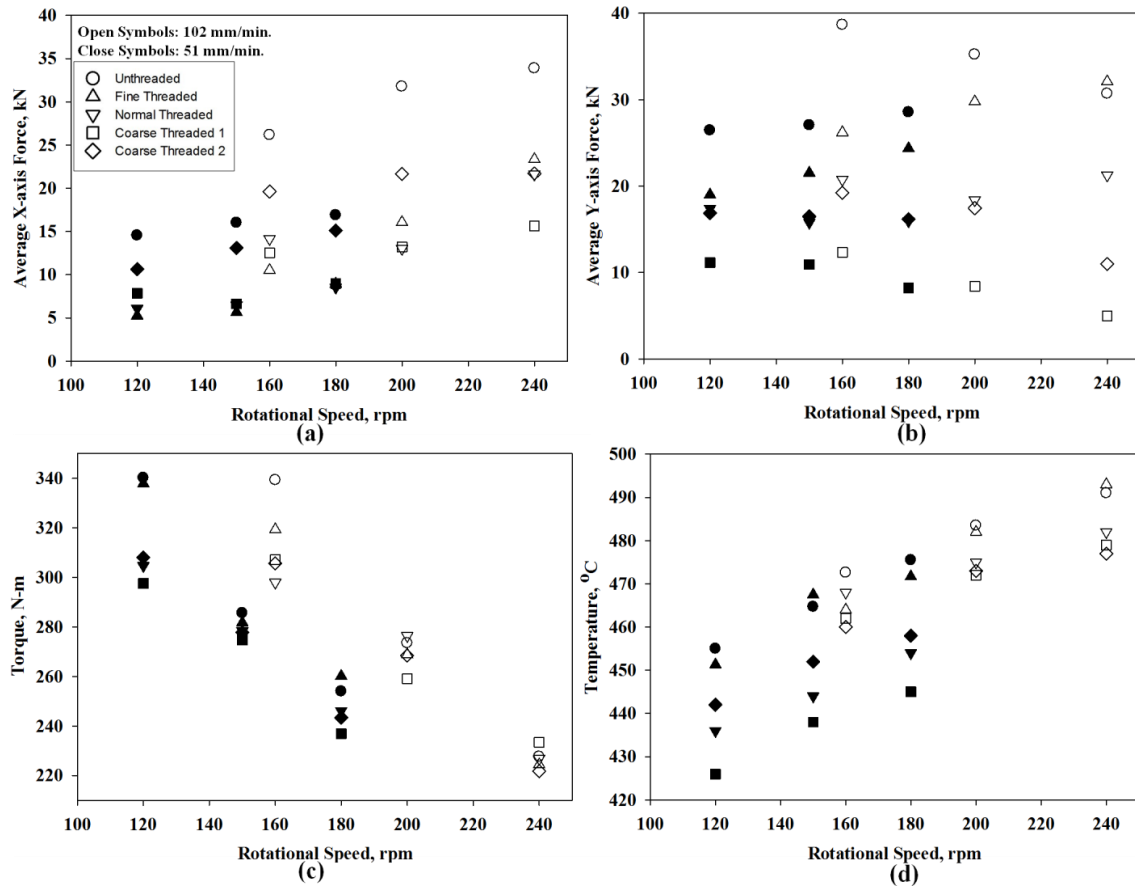 Open Symbols: 102 mm/min.
Close Symbols: 51 mm/min.
Unthreaded
Fine Threaded
Normal Threaded
Coarse Threaded 1
Coarse Threaded 2
Average X-axis Force, kN
40
35
30
25
20
15
10
5
0
100 120 140 160 180 200 220 240
Rotational Speed, rpm
(a)
Average Y-axis Force, kN
40
30
20
10
0
100 120 140 160 180 200 220 240
Rotational Speed, rpm
(b)
Torque, N-m
340
320
300
280
260
240
220
100 120 140 160 180 200 220 240
Rotational Speed, rpm
(c)
Temperature, °C
500
490
480
470
460
450
440
430
420
100 120 140 160 180 200 220 240
Rotational Speed, rpm
(d)